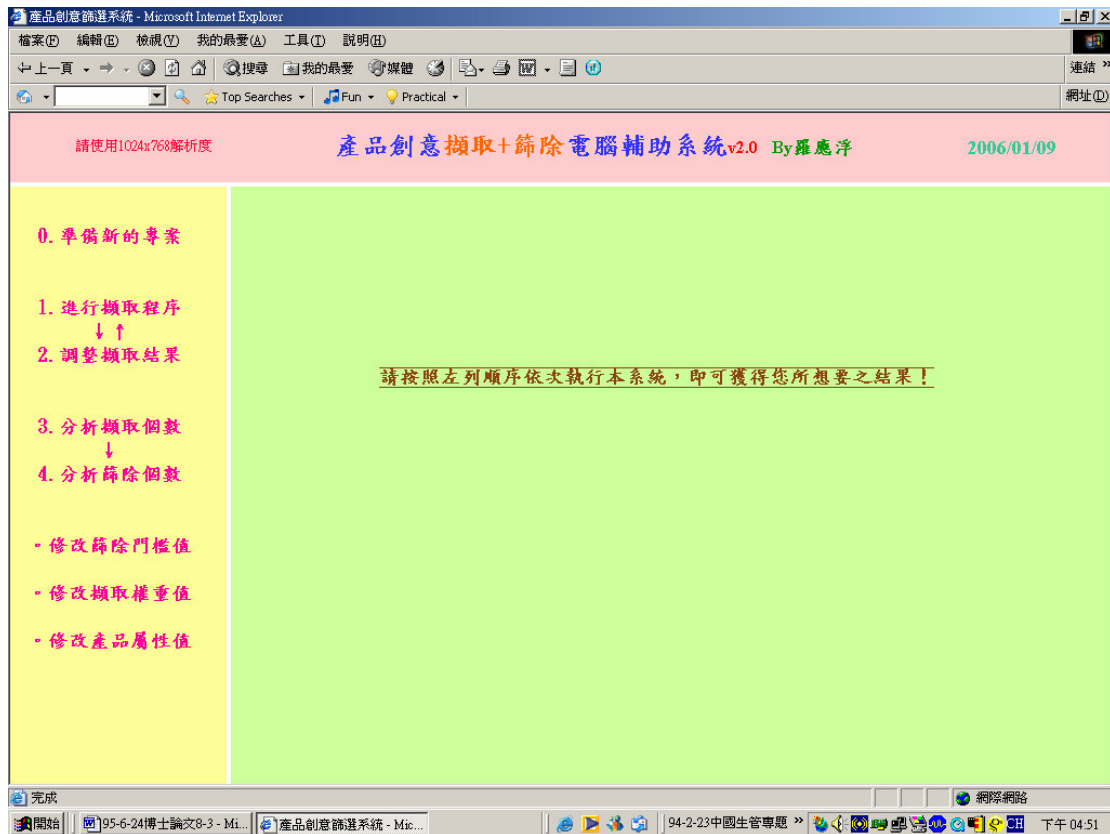 產品創意篩選系統 - Microsoft Internet Explorer
檔案(F) 編輯(E) 檢視(V) 我的最愛(A) 工具(T) 說明(H)
上一頁 搜尋 我的最愛 媒體 連結 »
Top Searches Fun Practical 網址(D)
請使用1024x768解析度 產品創意擷取+篩除電腦輔助系統v2.0 By羅應浮 2006/01/09
0. 準備新的專案
1. 進行擷取程序
↓ ↑
2. 調整擷取結果
請按照左列順序依次執行本系統,即可獲得您所想要之結果!
3. 分析擷取個數
↓
4. 分析篩除個數
- 修改篩除門檻值
- 修改擷取權重值
- 修改產品屬性值
完成 網際網路
開始 95-6-24博士論文8-3 - Mi... 產品創意篩選系統 - Mic... 94-2-23中國生管專題 » CH 下午 04:51